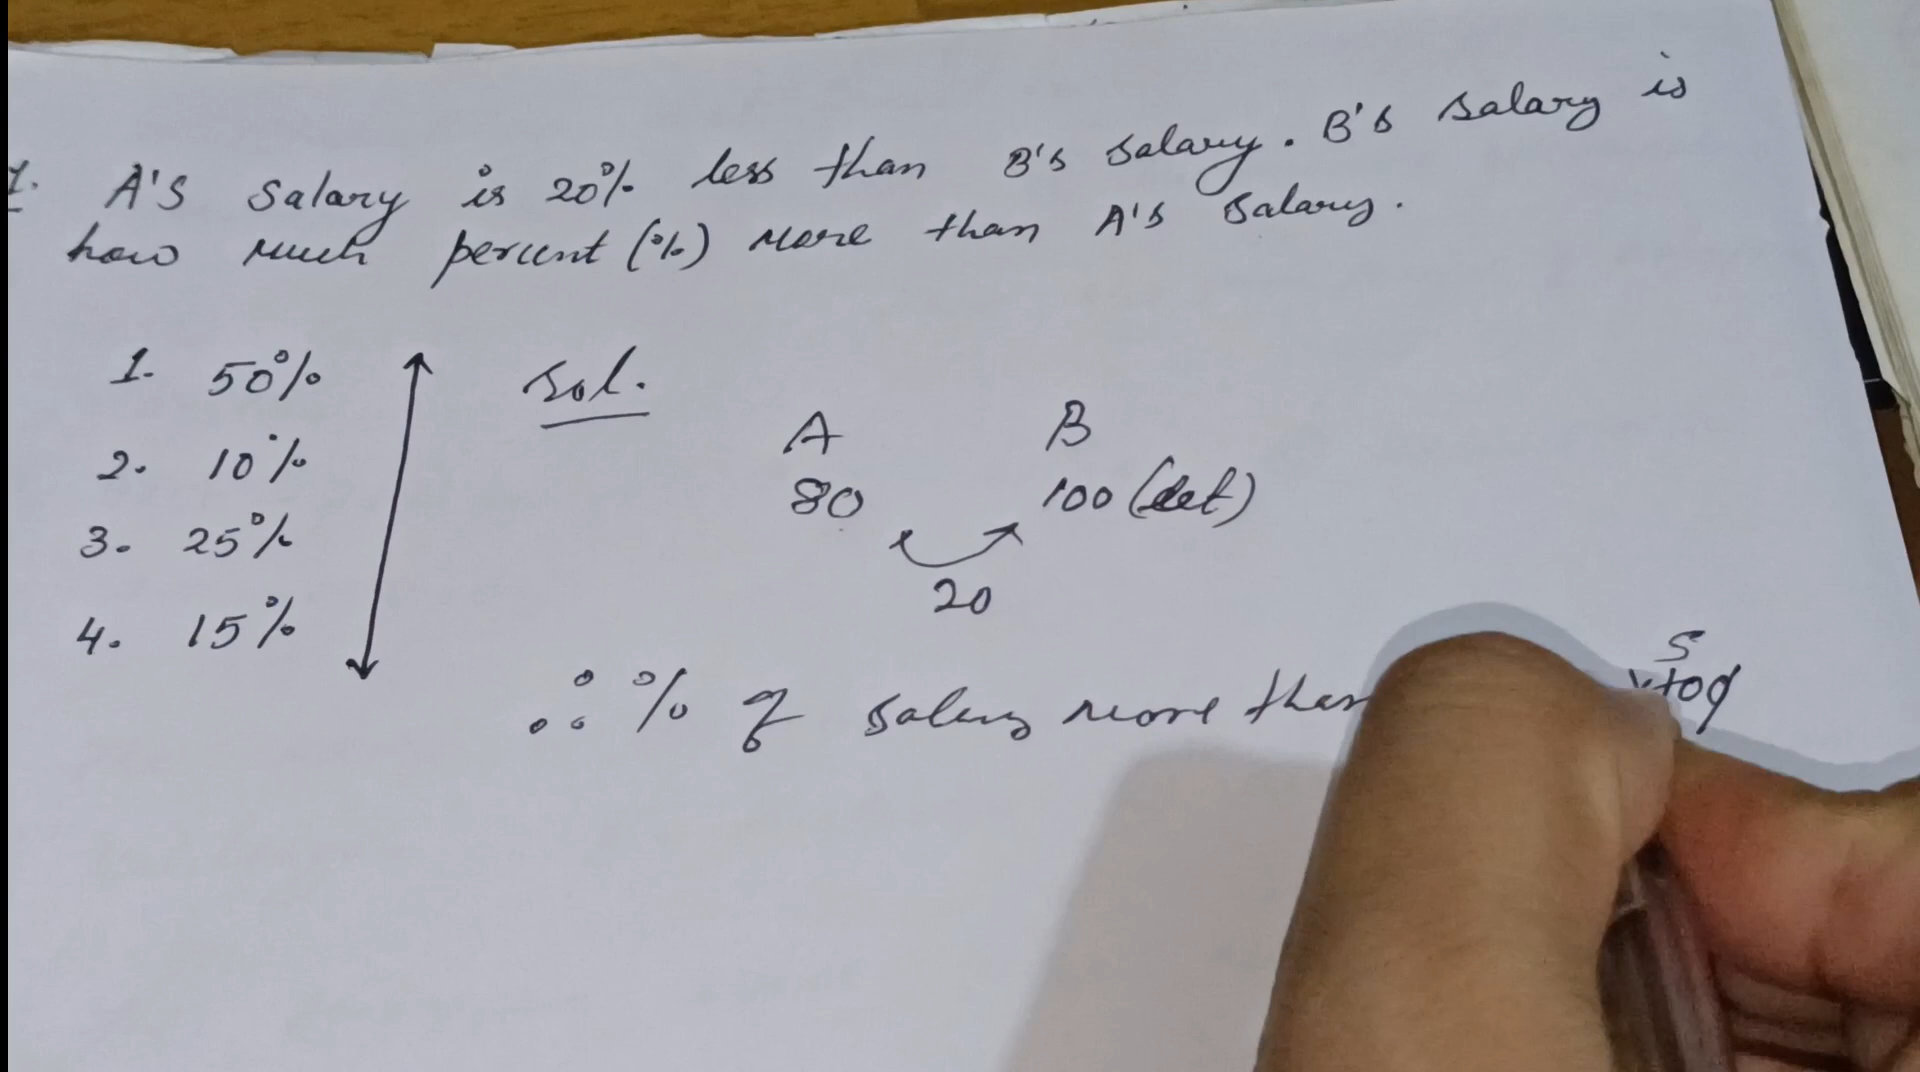 1. A's salary is 20% less than B's salary. B's salary is
how much percent (%) more than A's salary.
1. 50%
2. 10%
3. 25%
4. 15%
Sol.
A B
80 100 (let)
20
∴ % of salary more than
5